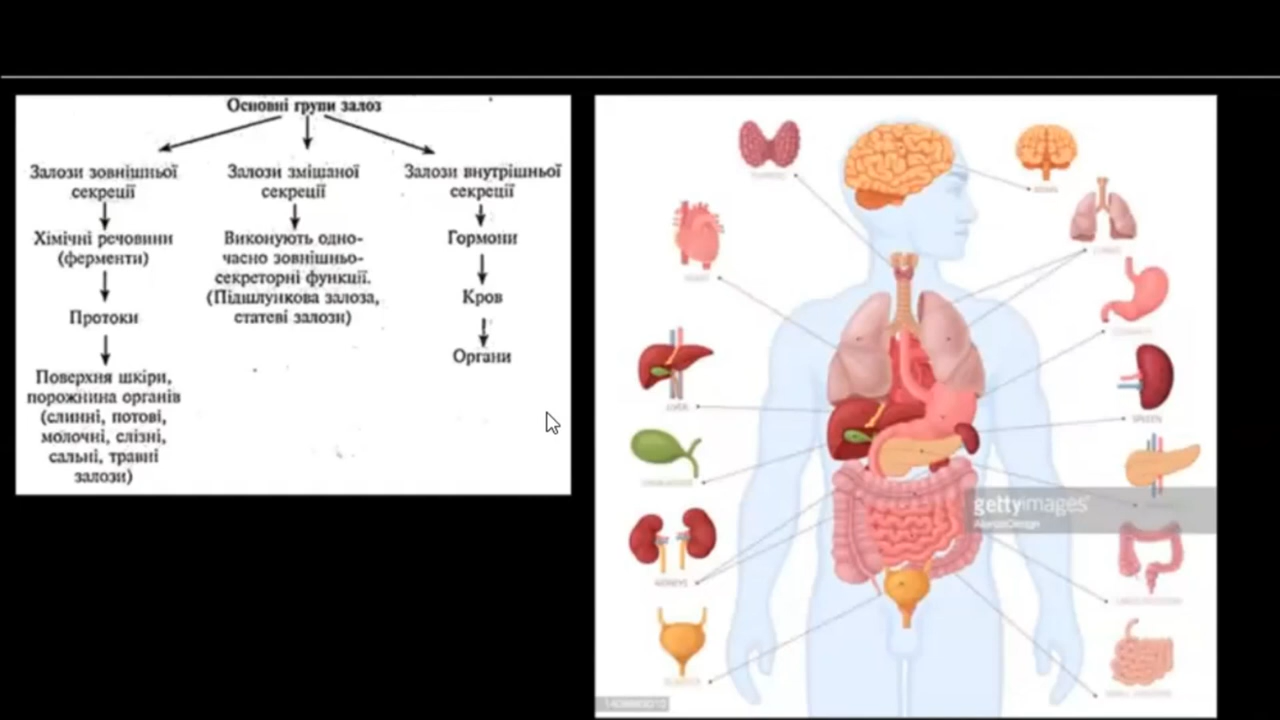 Основні групи залоз
Залози зовнішньої
секреції
Хімічні речовини
(ферменти)
Протоки
Поверхня шкіри,
порожнина органів
(слинні, потові,
молочні, слізні,
сальні, травні
залози)
Залози змішаної
секреції
Виконують одно-
часно зовнішньо-
секреторні функції.
(Підшлункова залоза,
статеві залози)
Залози внутрішньої
секреції
Гормони
Кров
Органи
SPLEEN
gettyimages
AlonzoDesign